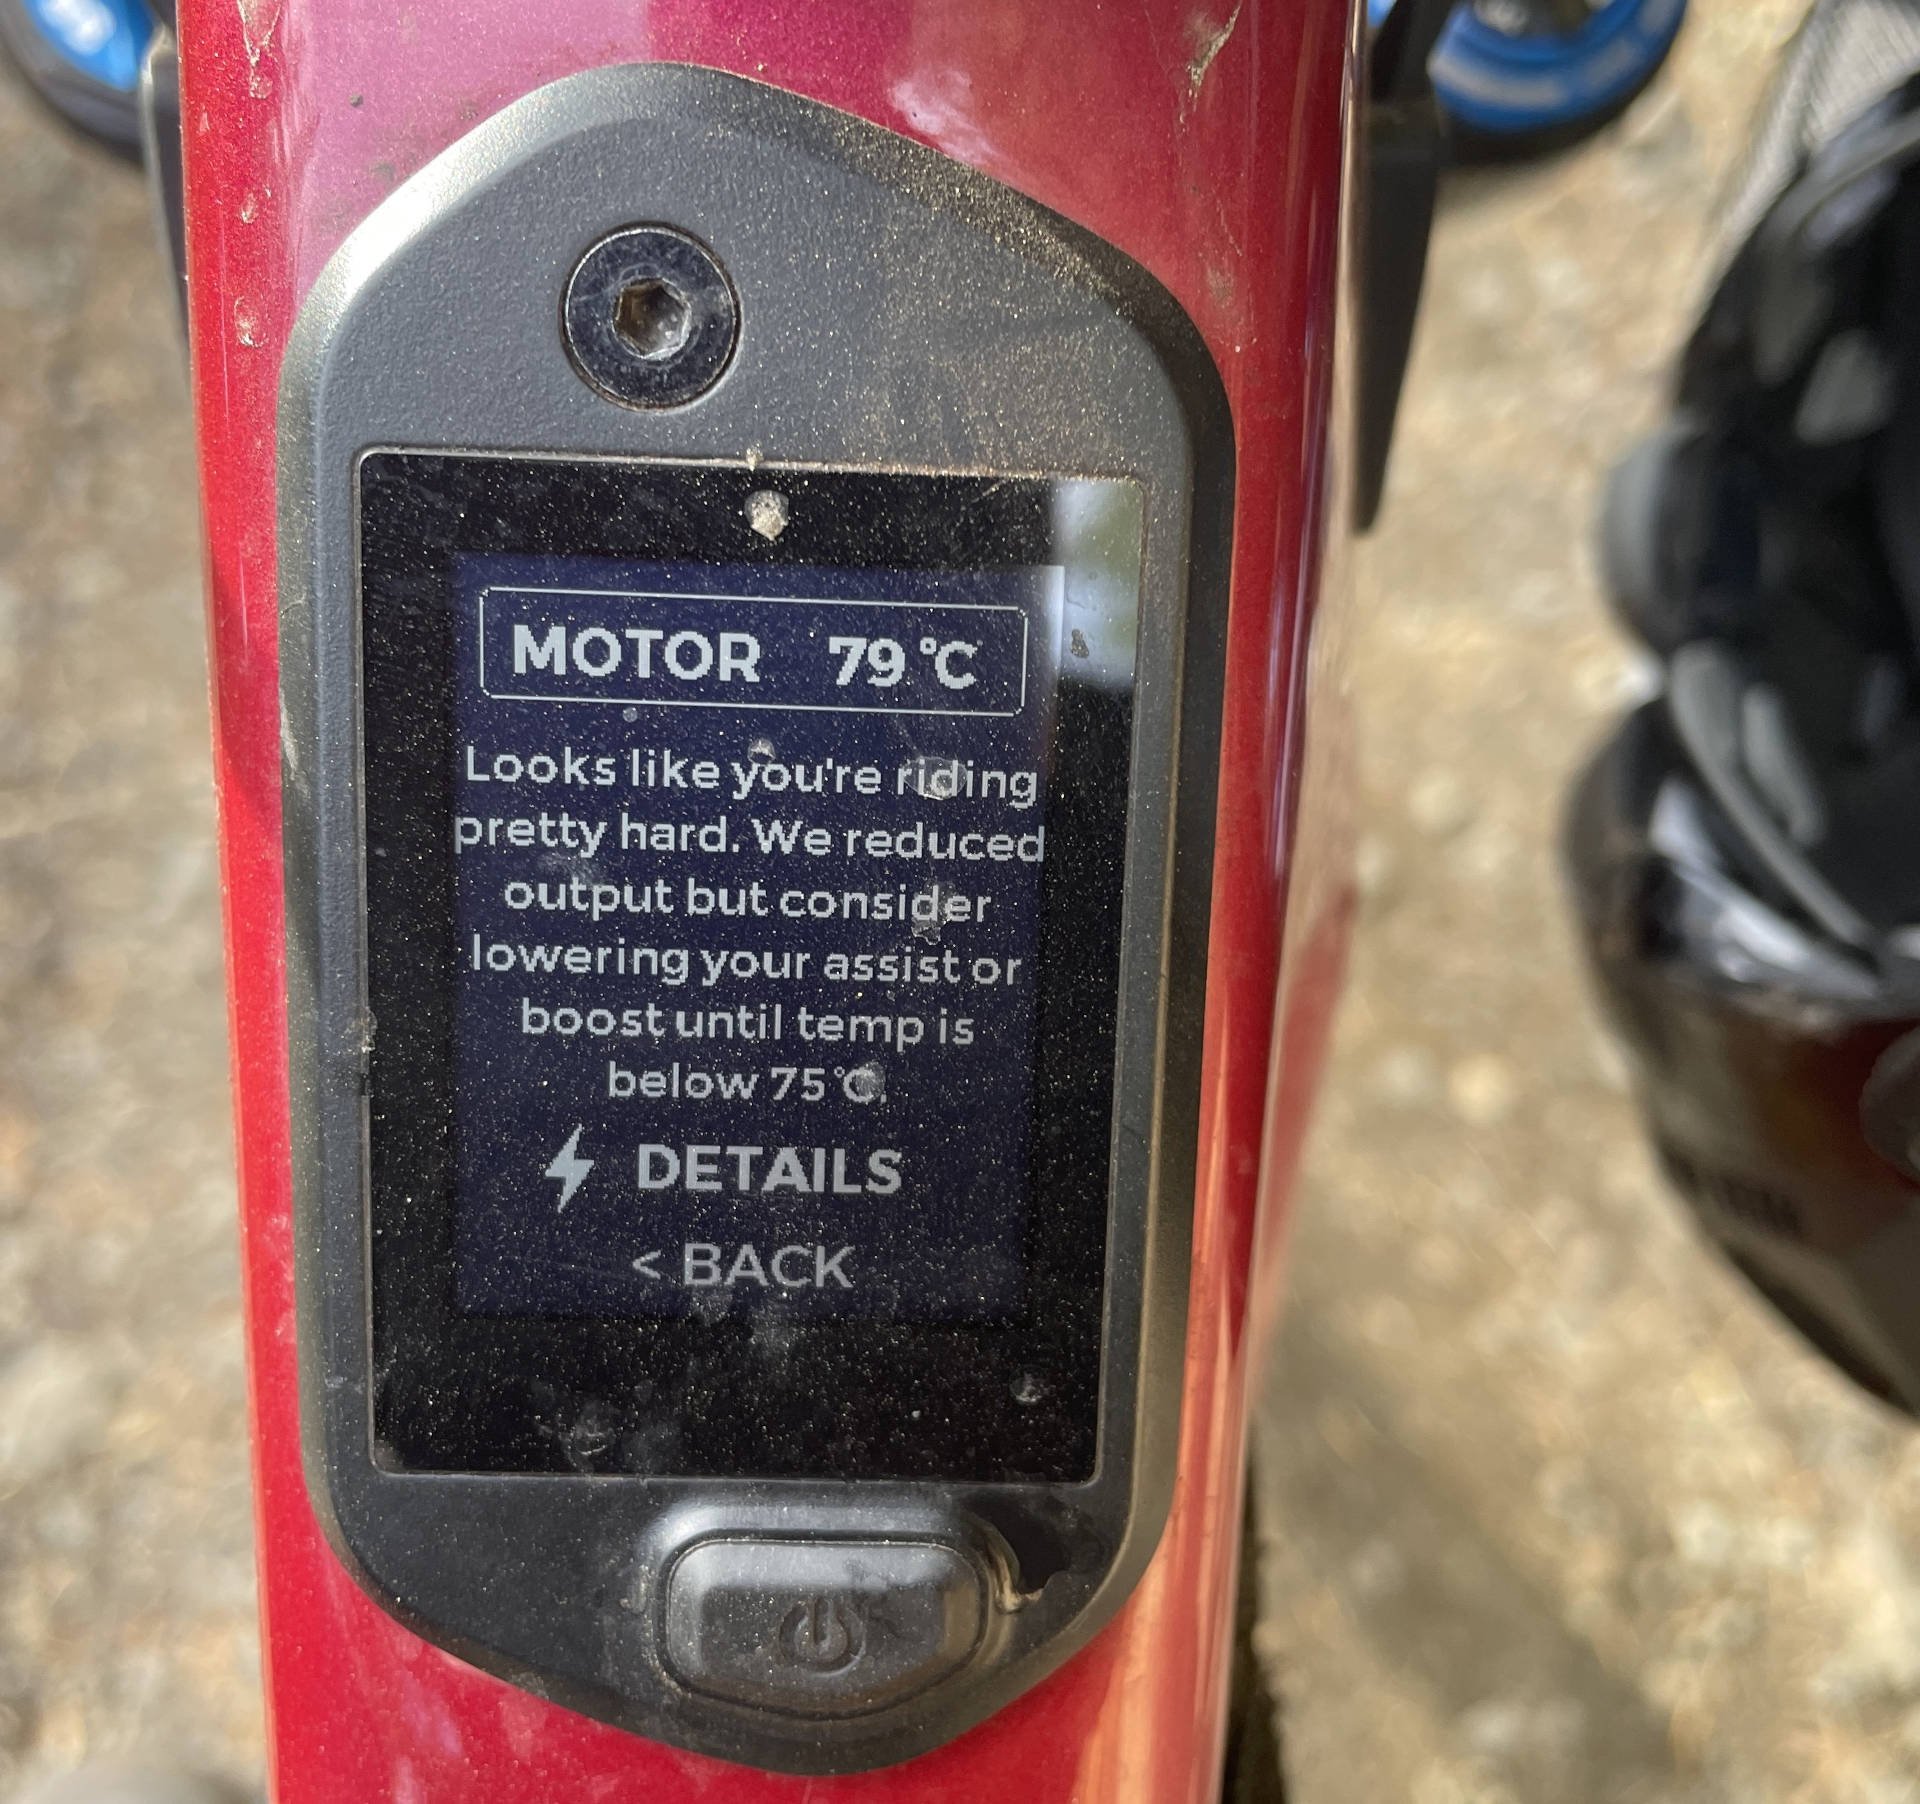 MOTOR 79°C
Looks like you're riding
pretty hard. We reduced
output but consider
lowering your assist or
boost until temp is
below 75°C.
DETAILS
< BACK